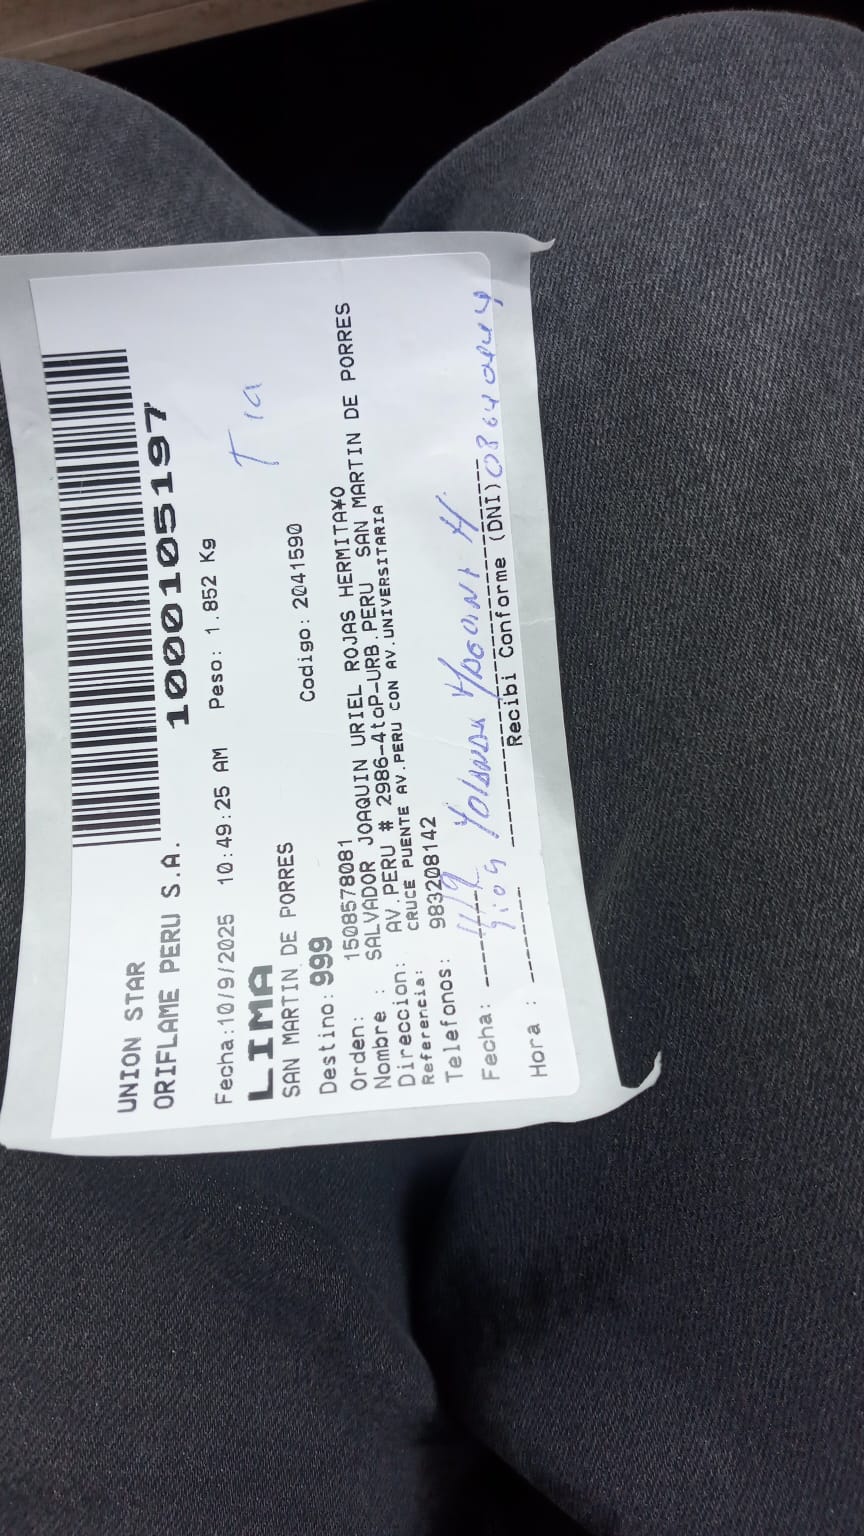 UNION STAR
ORIFLAME PERU S.A. 1000105197
Fecha:10/9/2025 10:49:25 AM Peso: 1.852 Kg
LIMA
Tia
SAN MARTIN DE PORRES
Destino: 999 Codigo: 2041590
Orden: 1508578081
Nombre : SALVADOR JOAQUIN URIEL ROJAS HERMITA¥O
Direccion: AV.PERU # 2986-4toP-URB.PERU SAN MARTIN DE PORRES
Referencia: CRUCE PUENTE AV.PERU CON AV.UNIVERSITARIA
Telefonos: 983208142
Fecha: 11/9 Yolanda
Recibi Conforme (DNI)
Hora :